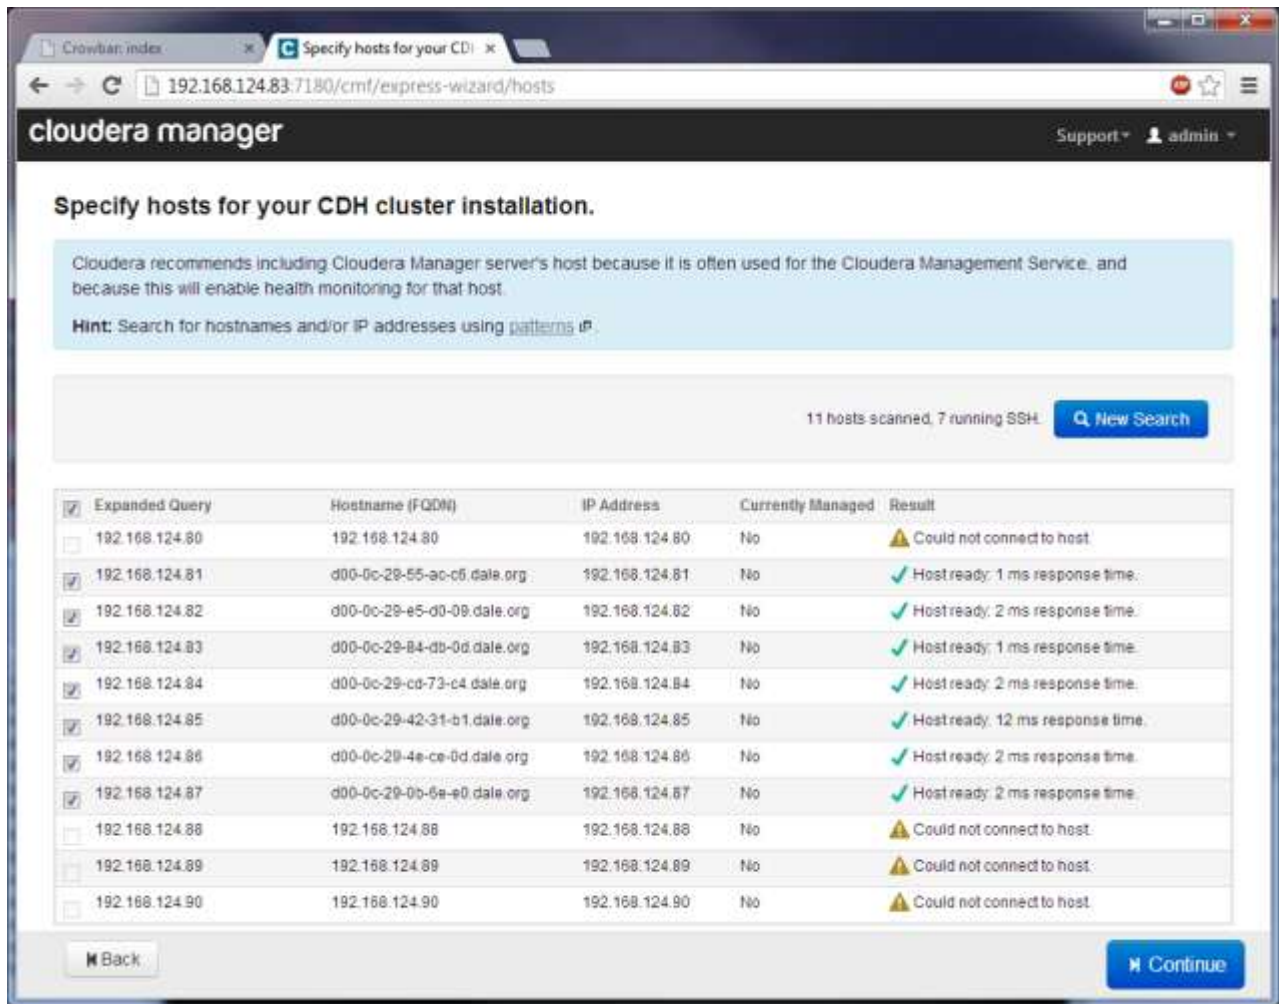 Crowbar: index
Specify hosts for your CD
192.168.124.83:7180/cmf/express-wizard/hosts
cloudera manager
Support
admin
Specify hosts for your CDH cluster installation.
Cloudera recommends including Cloudera Manager server's host because it is often used for the Cloudera Management Service, and
because this will enable health monitoring for that host.
Hint: Search for hostnames and/or IP addresses using patterns
11 hosts scanned, 7 running SSH. New Search
Expanded Query Hostname (FQDN) IP Address Currently Managed Result
192.168.124.80 192.168.124.80 192.168.124.80 No Could not connect to host.
192.168.124.81 d00-0c-29-55-ac-c6.dale.org 192.168.124.81 No Host ready: 1 ms response time.
192.168.124.82 d00-0c-29-e5-d0-09.dale.org 192.168.124.82 No Host ready: 2 ms response time.
192.168.124.83 d00-0c-29-84-db-0d.dale.org 192.168.124.83 No Host ready: 1 ms response time.
192.168.124.84 d00-0c-29-cd-73-c4.dale.org 192.168.124.84 No Host ready: 2 ms response time.
192.168.124.85 d00-0c-29-42-31-b1.dale.org 192.168.124.85 No Host ready: 12 ms response time.
192.168.124.86 d00-0c-29-4e-ce-0d.dale.org 192.168.124.86 No Host ready: 2 ms response time.
192.168.124.87 d00-0c-29-0b-6e-e0.dale.org 192.168.124.87 No Host ready: 2 ms response time.
192.168.124.88 192.168.124.88 192.168.124.88 No Could not connect to host.
192.168.124.89 192.168.124.89 192.168.124.89 No Could not connect to host.
192.168.124.90 192.168.124.90 192.168.124.90 No Could not connect to host.
Back
Continue